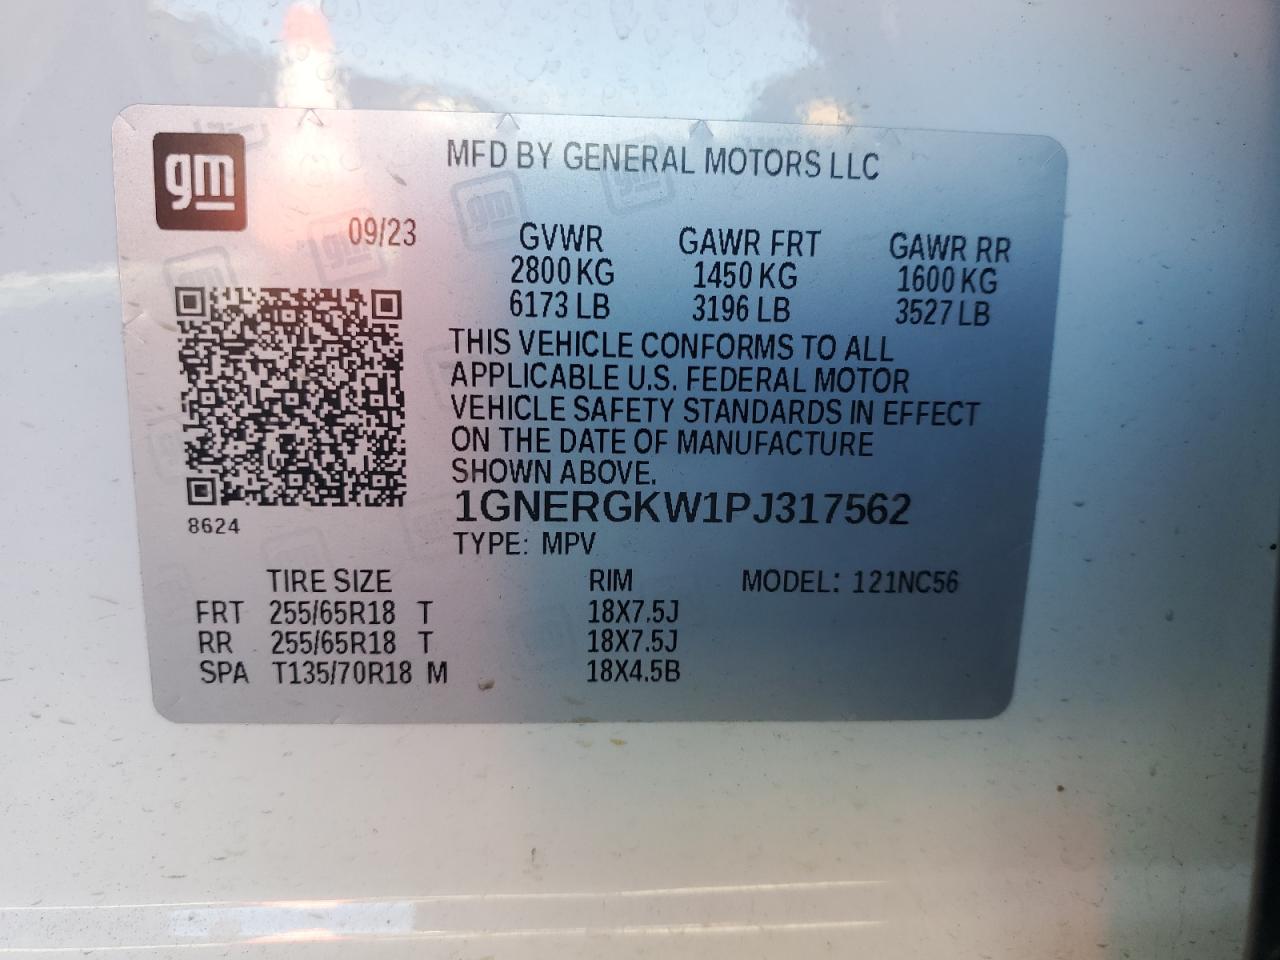 gm
MFD BY GENERAL MOTORS LLC
09/23
GVWR GAWR FRT GAWR RR
2800 KG 1450 KG 1600 KG
6173 LB 3196 LB 3527 LB
THIS VEHICLE CONFORMS TO ALL
APPLICABLE U.S. FEDERAL MOTOR
VEHICLE SAFETY STANDARDS IN EFFECT
ON THE DATE OF MANUFACTURE
SHOWN ABOVE.
1GNERGKW1PJ317562
8624
TYPE: MPV
TIRE SIZE RIM MODEL: 121NC56
FRT 255/65R18 T 18X7.5J
RR 255/65R18 T 18X7.5J
SPA T135/70R18 M 18X4.5B